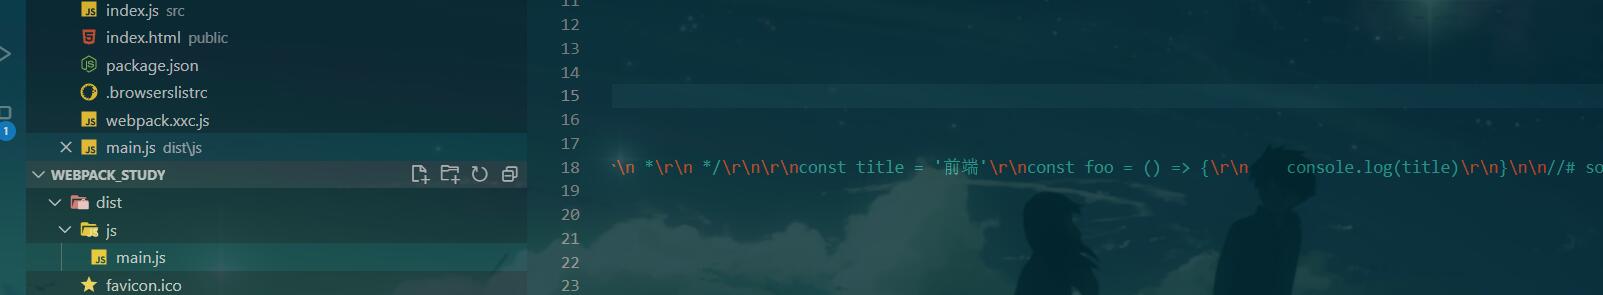 index.js src
index.html public
package.json
.browserslistrc
webpack.xxc.js
main.js dist\js
WEBPACK_STUDY
dist
js
main.js
favicon.ico
1
11
12
13
14
15
16
17
18 \n *\r\n */\r\n\r\nconst title = '前端'\r\nconst foo = () => {\r\n    console.log(title)\r\n}\n\n//# so
19
20
21
22
23